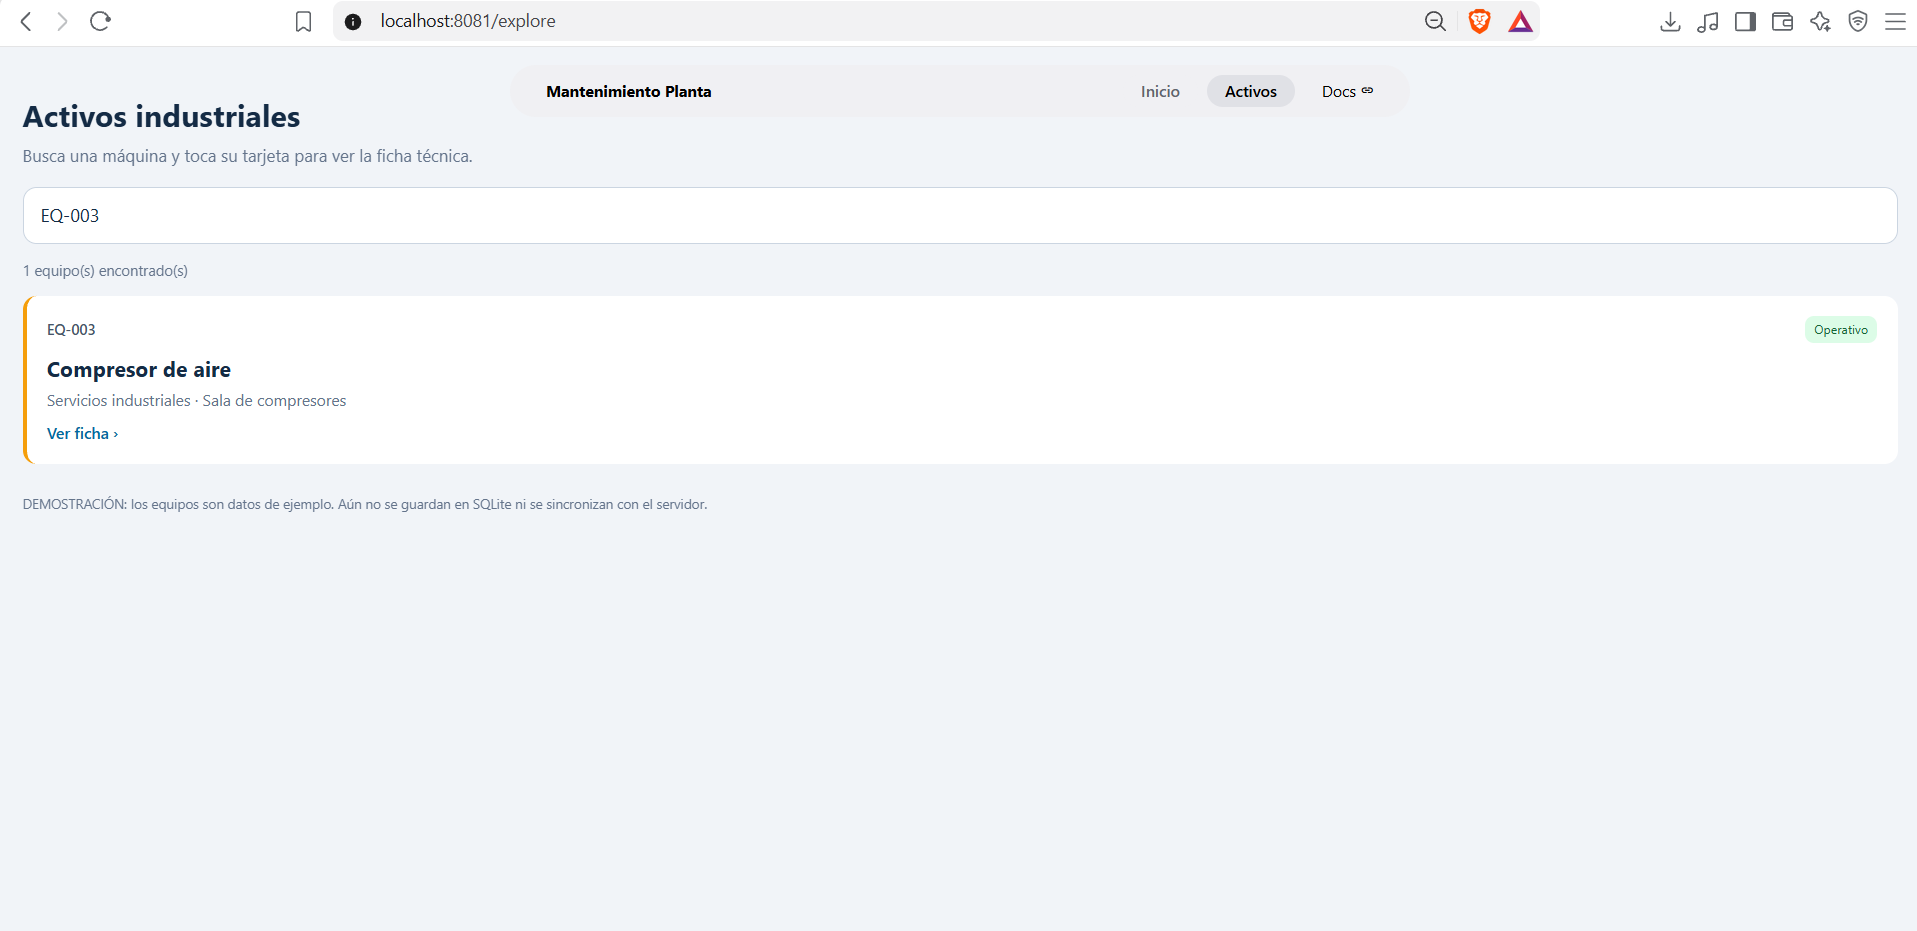 localhost:8081/explore
Mantenimiento Planta
Inicio
Activos
Docs
Activos industriales
Busca una máquina y toca su tarjeta para ver la ficha técnica.
EQ-003
1 equipo(s) encontrado(s)
EQ-003
Operativo
Compresor de aire
Servicios industriales · Sala de compresores
Ver ficha ›
DEMOSTRACIÓN: los equipos son datos de ejemplo. Aún no se guardan en SQLite ni se sincronizan con el servidor.